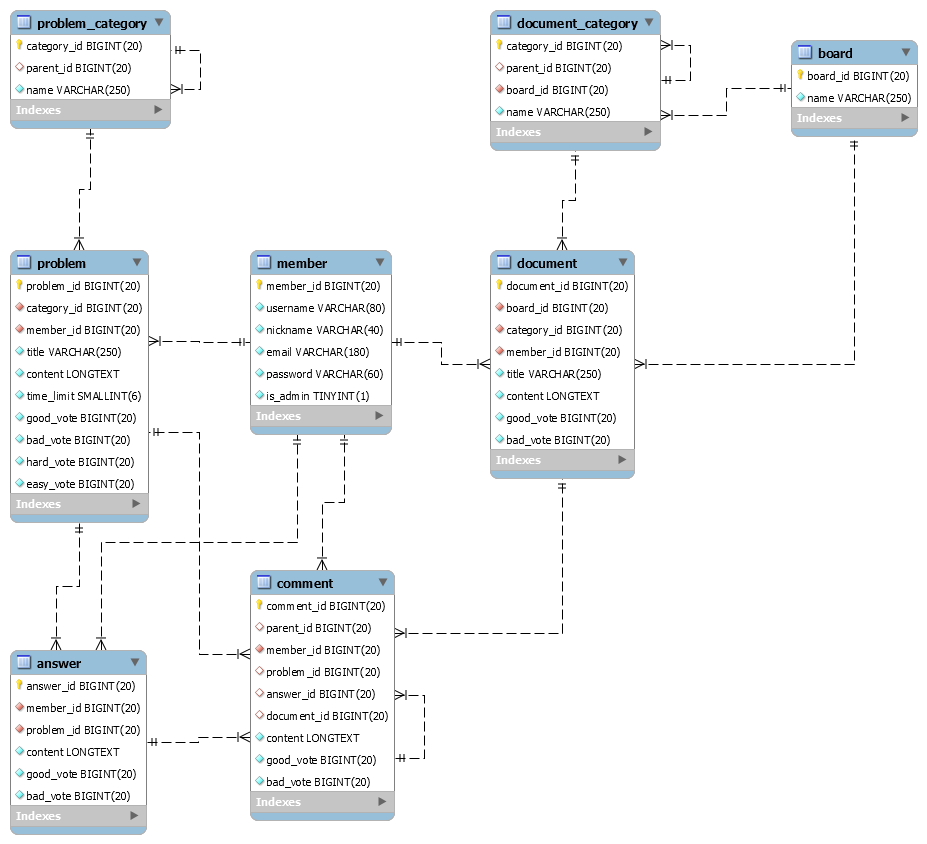 problem_category
category_id BIGINT(20)
parent_id BIGINT(20)
name VARCHAR(250)
Indexes
document_category
category_id BIGINT(20)
parent_id BIGINT(20)
board_id BIGINT(20)
name VARCHAR(250)
Indexes
board
board_id BIGINT(20)
name VARCHAR(250)
Indexes
problem
problem_id BIGINT(20)
category_id BIGINT(20)
member_id BIGINT(20)
title VARCHAR(250)
content LONGTEXT
time_limit SMALLINT(6)
good_vote BIGINT(20)
bad_vote BIGINT(20)
hard_vote BIGINT(20)
easy_vote BIGINT(20)
Indexes
member
member_id BIGINT(20)
username VARCHAR(80)
nickname VARCHAR(40)
email VARCHAR(180)
password VARCHAR(60)
is_admin TINYINT(1)
Indexes
document
document_id BIGINT(20)
board_id BIGINT(20)
category_id BIGINT(20)
member_id BIGINT(20)
title VARCHAR(250)
content LONGTEXT
good_vote BIGINT(20)
bad_vote BIGINT(20)
Indexes
answer
answer_id BIGINT(20)
member_id BIGINT(20)
problem_id BIGINT(20)
content LONGTEXT
good_vote BIGINT(20)
bad_vote BIGINT(20)
Indexes
comment
comment_id BIGINT(20)
parent_id BIGINT(20)
member_id BIGINT(20)
problem_id BIGINT(20)
answer_id BIGINT(20)
document_id BIGINT(20)
content LONGTEXT
good_vote BIGINT(20)
bad_vote BIGINT(20)
Indexes